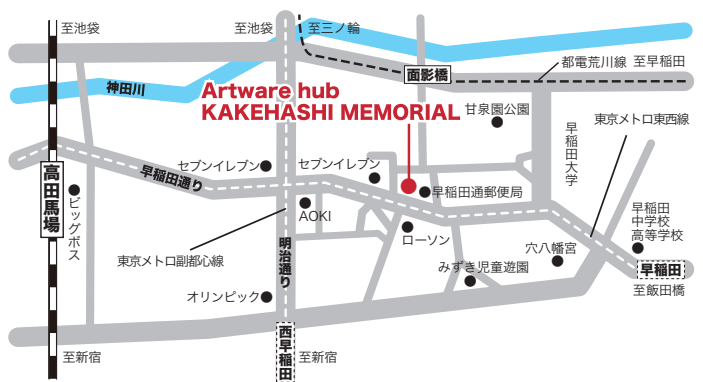 至池袋
至池袋
至三ノ輪
都電荒川線
至早稲田
面影橋
神田川
Artware hub
KAKEHASHI MEMORIAL
甘泉園公園
東京メトロ東西線
早稲田大学
セブンイレブン
セブンイレブン
早稲田通り
高田馬場
ビッグボス
早稲田通郵便局
AOKI
ローソン
早稲田
中学校
高等学校
東京メトロ副都心線
明治通り
穴八幡宮
みずき児童遊園
早稲田
至飯田橋
オリンピック
西早稲田
至新宿
至新宿